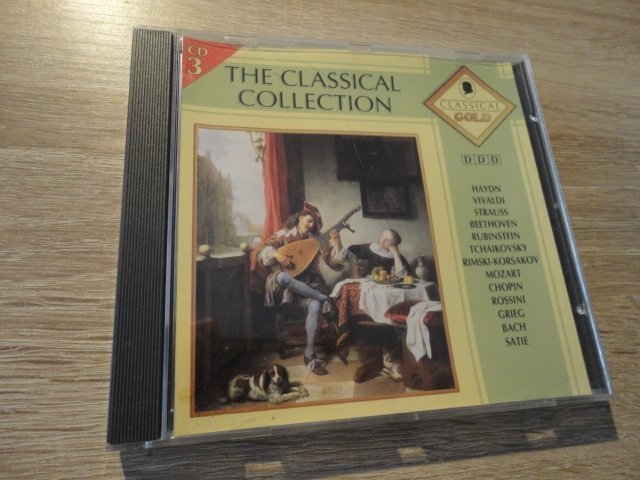 CD
3
THE CLASSICAL
COLLECTION
CLASSICAL
GOLD
D D D
HAYDN
VIVALDI
STRAUSS
BEETHOVEN
RUBINSTEIN
TCHAIKOVSKY
RIMSKI-KORSAKOV
MOZART
CHOPIN
ROSSINI
GRIEG
BACH
SATIE